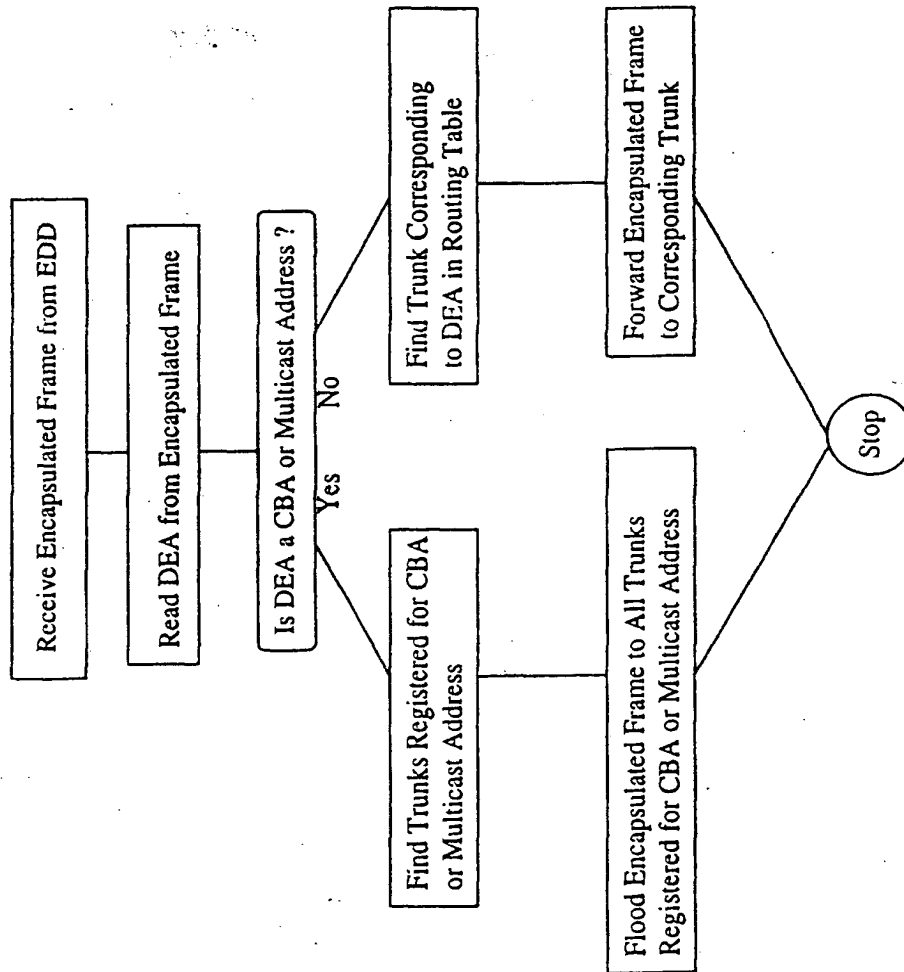 Receive Encapsulated Frame from EDD
Read DEA from Encapsulated Frame
Is DEA a CBA or Multicast Address ?
Yes
No
Find Trunks Registered for CBA
or Multicast Address
Find Trunk Corresponding
to DEA in Routing Table
Flood Encapsulated Frame to All Trunks
Registered for CBA or Multicast Address
Forward Encapsulated Frame
to Corresponding Trunk
Stop